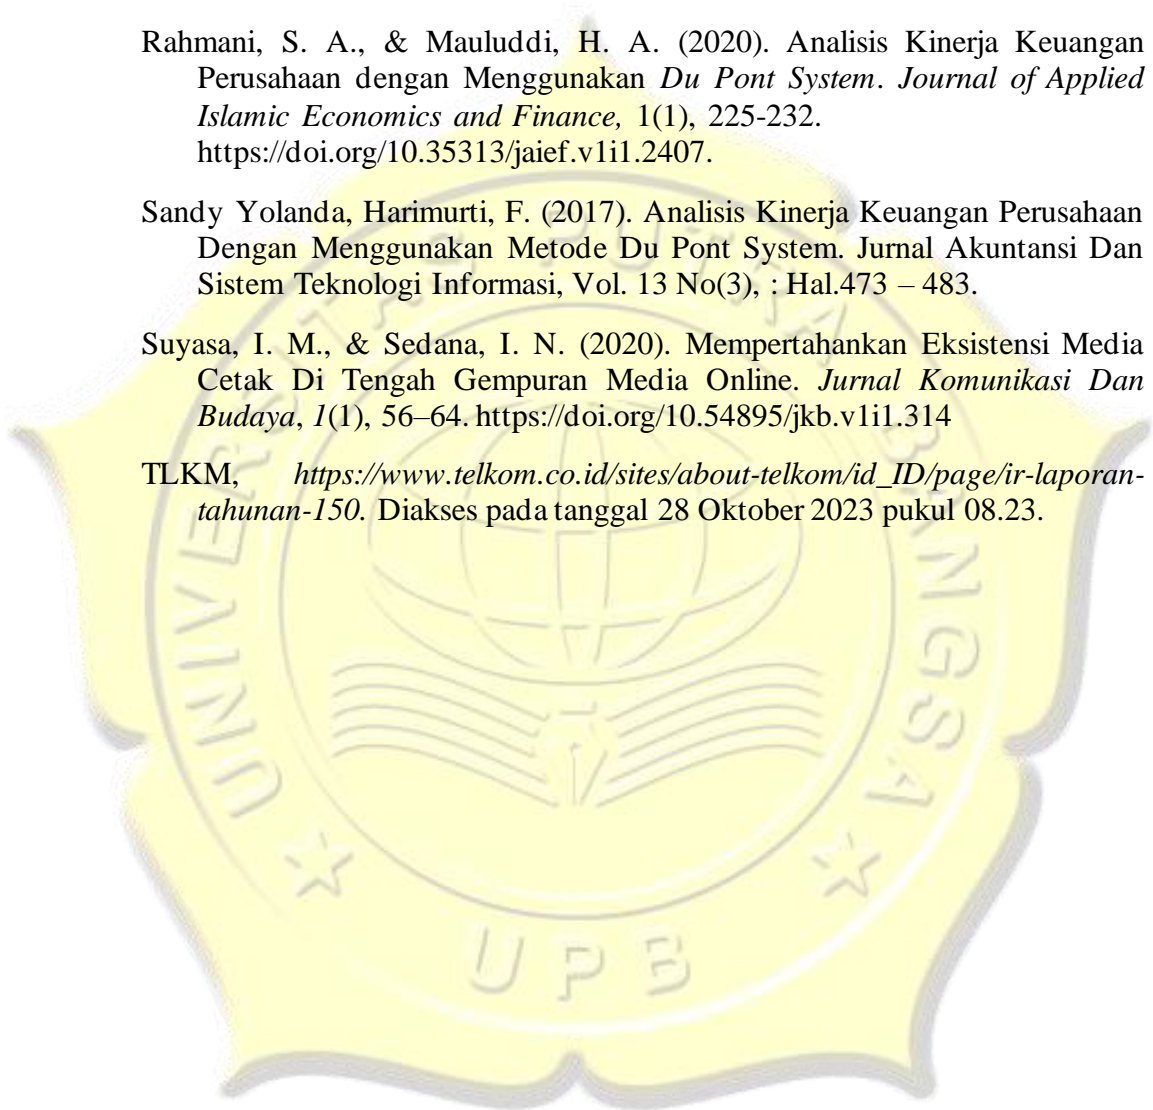 Rahmani, S. A., & Mauluddi, H. A. (2020). Analisis Kinerja Keuangan
Perusahaan dengan Menggunakan Du Pont System. Journal of Applied
Islamic Economics and Finance, 1(1), 225-232.
https://doi.org/10.35313/jaief.v1i1.2407.
Sandy Yolanda, Harimurti, F. (2017). Analisis Kinerja Keuangan Perusahaan
Dengan Menggunakan Metode Du Pont System. Jurnal Akuntansi Dan
Sistem Teknologi Informasi, Vol. 13 No(3), : Hal.473 – 483.
Suyasa, I. M., & Sedana, I. N. (2020). Mempertahankan Eksistensi Media
Cetak Di Tengah Gempuran Media Online. Jurnal Komunikasi Dan
Budaya, 1(1), 56–64. https://doi.org/10.54895/jkb.v1i1.314
TLKM, https://www.telkom.co.id/sites/about-telkom/id_ID/page/ir-laporan-
tahunan-150. Diakses pada tanggal 28 Oktober 2023 pukul 08.23.
UNIVERSITAS PUTRA BANGSA
UPB